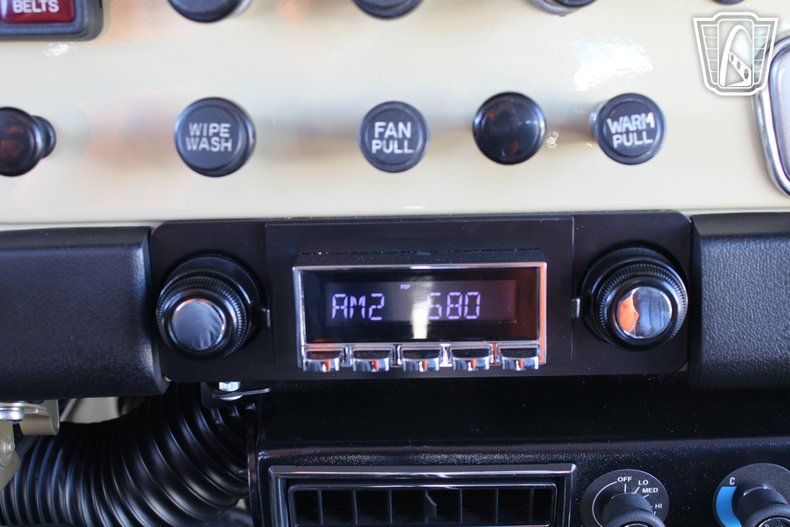 BELTS
WIPE
WASH
FAN
PULL
WARM
PULL
AM2 680
OFF
LO
MED
HI
C